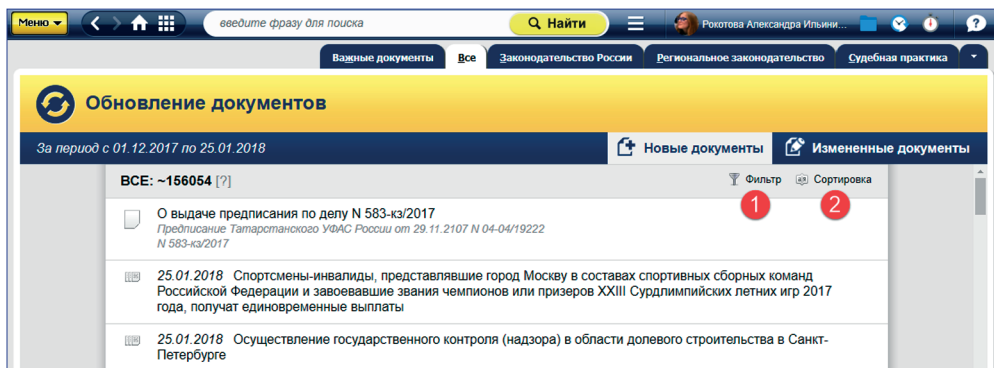 Меню
введите фразу для поиска
Найти
Рокотова Александра Ильини...
?
Важные документы Все Законодательство России Региональное законодательство Судебная практика
Обновление документов
За период с 01.12.2017 по 25.01.2018
Новые документы Измененные документы
ВСЕ: ~156054 [?]
Фильтр Сортировка
1 2
О выдаче предписания по делу N 583-кз/2017
Предписание Татарстанского УФАС России от 29.11.2107 N 04-04/19222
N 583-кз/2017
25.01.2018 Спортсмены-инвалиды, представлявшие город Москву в составах спортивных сборных команд
Российской Федерации и завоевавшие звания чемпионов или призеров XXIII Сурдлимпийских летних игр 2017
года, получат единовременные выплаты
25.01.2018 Осуществление государственного контроля (надзора) в области долевого строительства в Санкт-
Петербурге